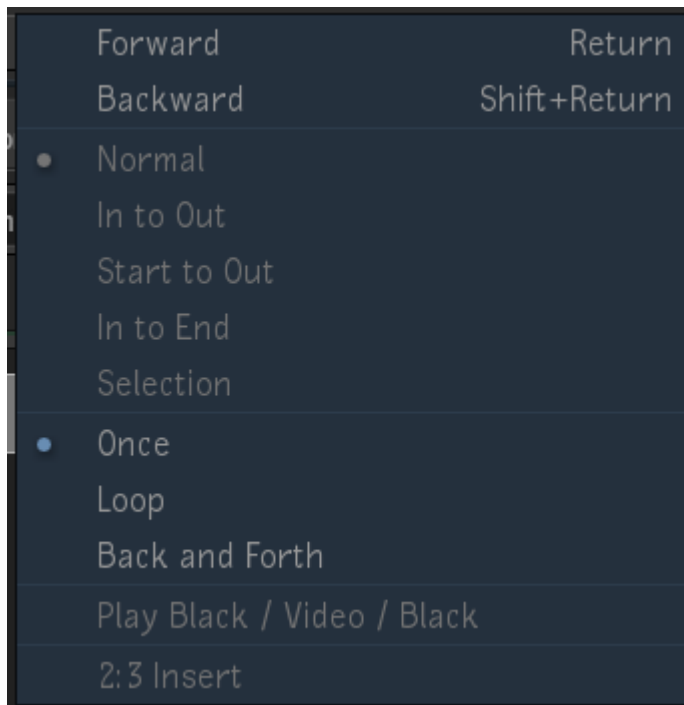 Forward Return
Backward Shift+Return
Normal
In to Out
Start to Out
In to End
Selection
Once
Loop
Back and Forth
Play Black / Video / Black
2:3 Insert